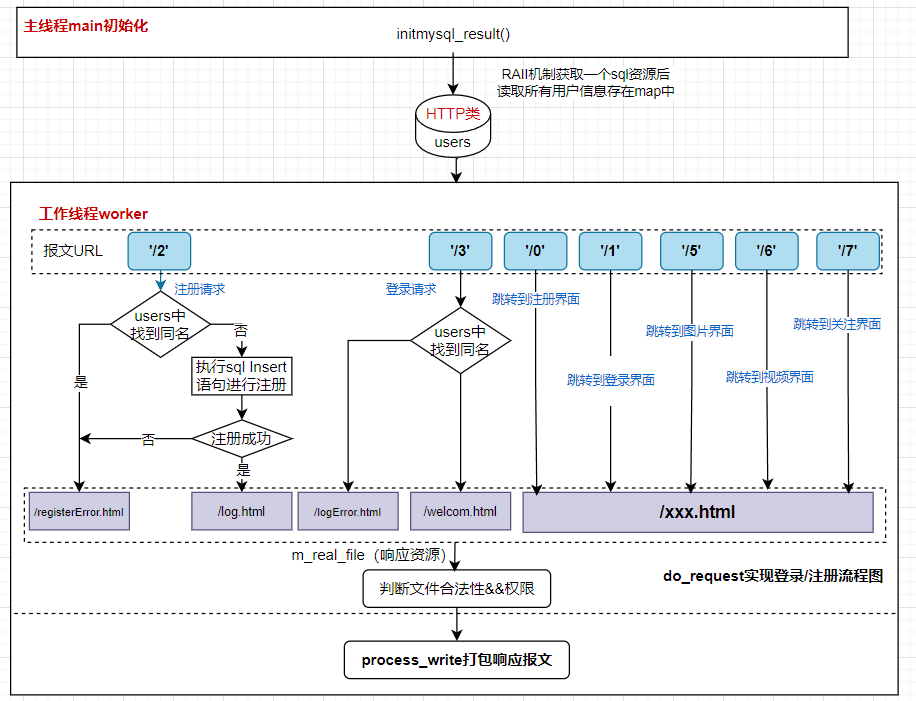 主线程main初始化
initmysql_result()
RAII机制获取一个sql资源后
读取所有用户信息存在map中
HTTP类
users
工作线程worker
报文URL
'/2'
'/3'
'/0'
'/1'
'/5'
'/6'
'/7'
注册请求
登录请求
跳转到注册界面
users中
找到同名
否
users中
找到同名
跳转到图片界面
跳转到关注界面
执行sql Insert
语句进行注册
是
跳转到登录界面
跳转到视频界面
否
注册成功
是
/registerError.html
/log.html
/logError.html
/welcom.html
/xxx.html
m_real_file（响应资源）
do_request实现登录/注册流程图
判断文件合法性&&权限
process_write打包响应报文